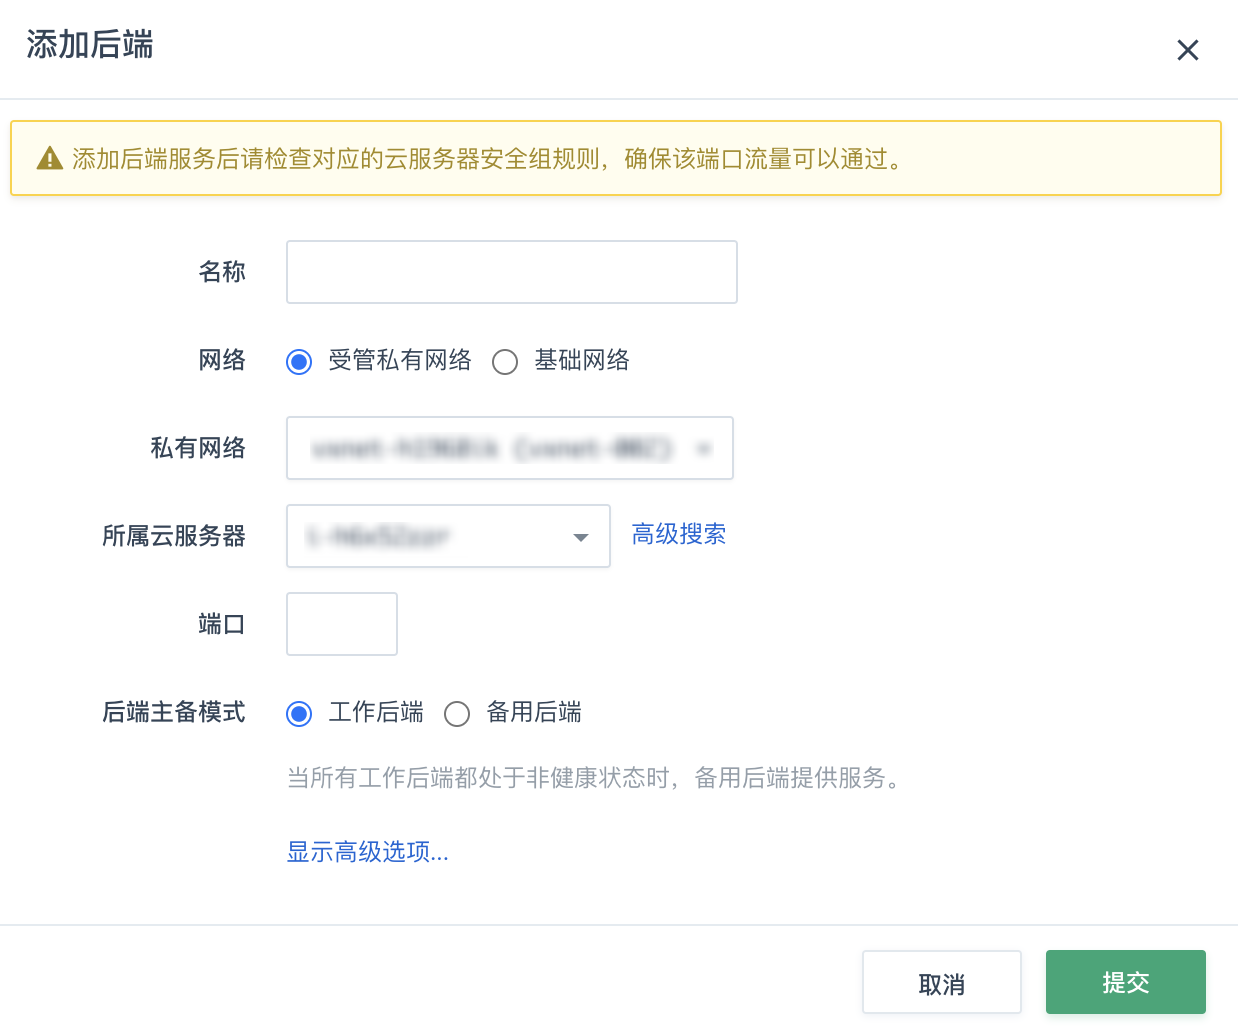 添加后端
添加后端服务后请检查对应的云服务器安全组规则，确保该端口流量可以通过。
名称
网络 受管私有网络 基础网络
私有网络
所属云服务器 高级搜索
端口
后端主备模式 工作后端 备用后端
当所有工作后端都处于非健康状态时，备用后端提供服务。
显示高级选项...
取消 提交